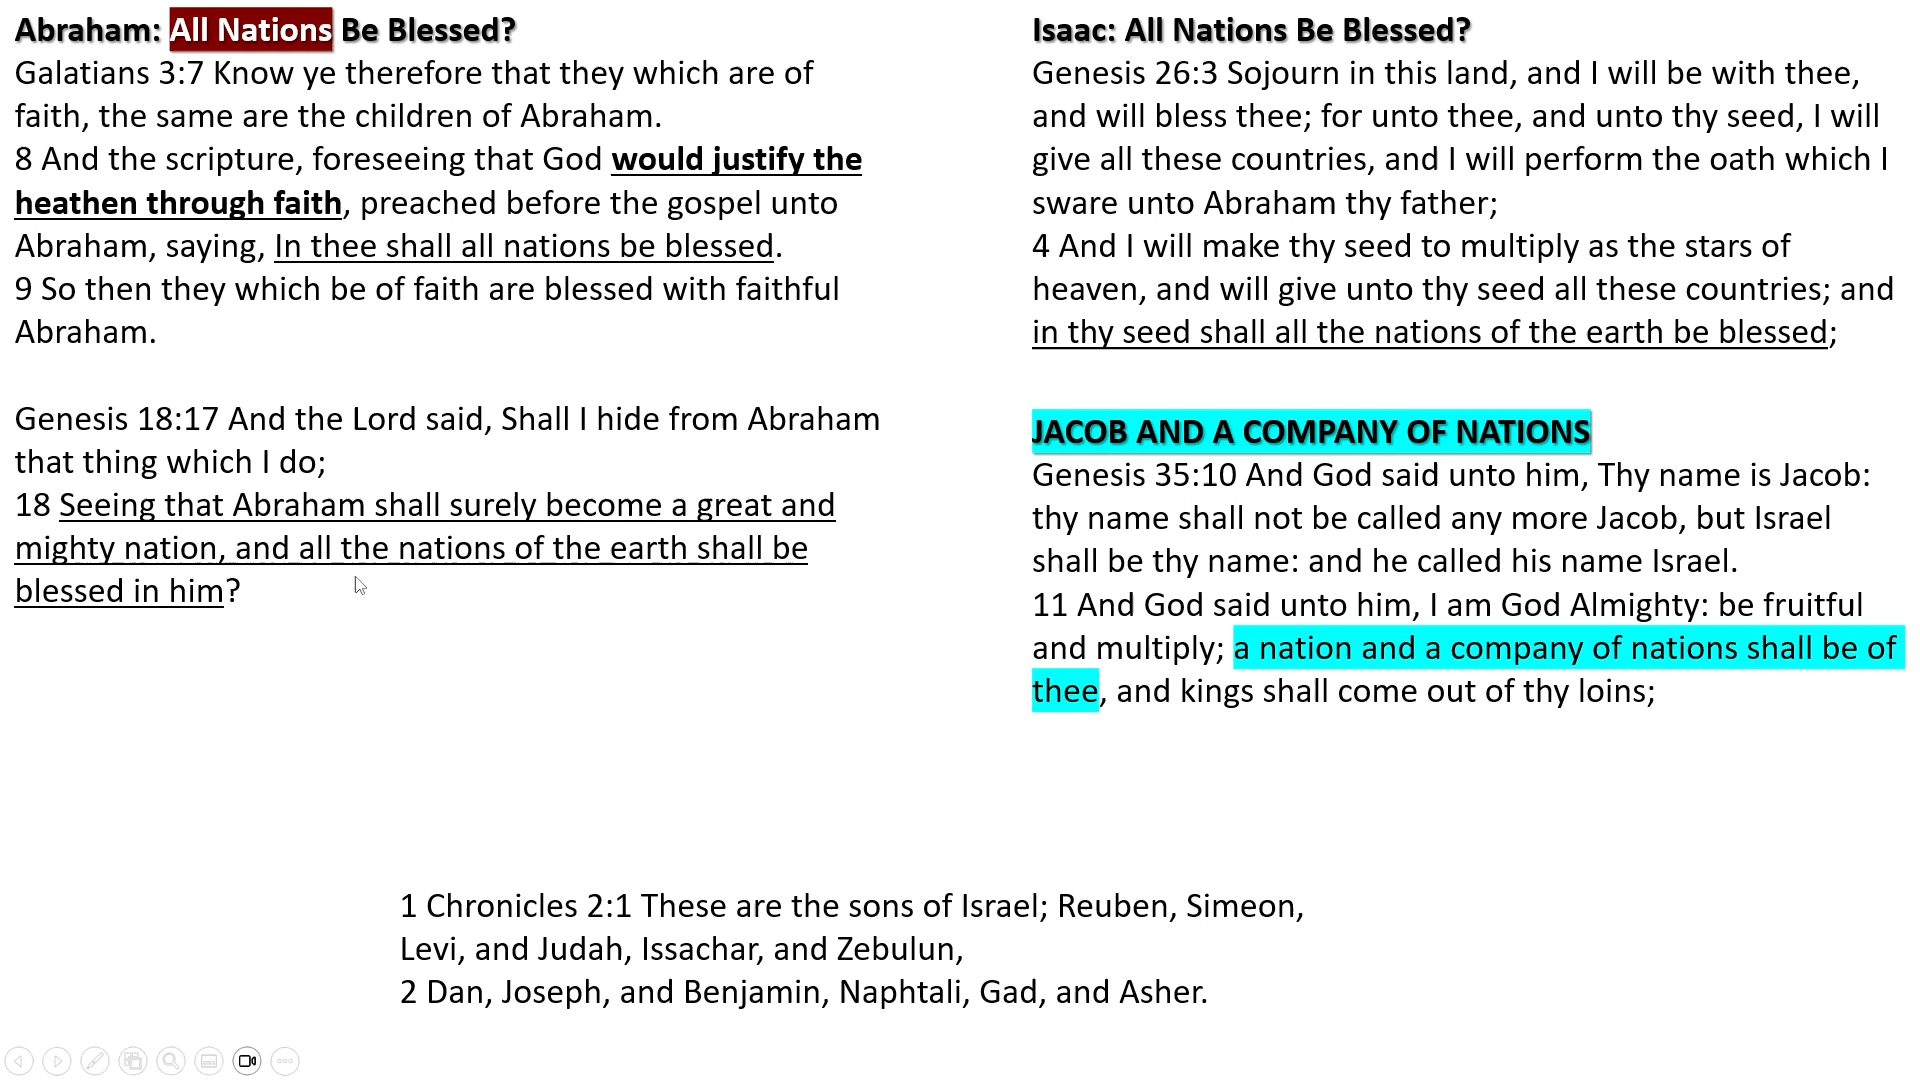 Abraham: All Nations Be Blessed?
Galatians 3:7 Know ye therefore that they which are of
faith, the same are the children of Abraham.
8 And the scripture, foreseeing that God would justify the
heathen through faith, preached before the gospel unto
Abraham, saying, In thee shall all nations be blessed.
9 So then they which be of faith are blessed with faithful
Abraham.
Genesis 18:17 And the Lord said, Shall I hide from Abraham
that thing which I do;
18 Seeing that Abraham shall surely become a great and
mighty nation, and all the nations of the earth shall be
blessed in him?
Isaac: All Nations Be Blessed?
Genesis 26:3 Sojourn in this land, and I will be with thee,
and will bless thee; for unto thee, and unto thy seed, I will
give all these countries, and I will perform the oath which I
sware unto Abraham thy father;
4 And I will make thy seed to multiply as the stars of
heaven, and will give unto thy seed all these countries; and
in thy seed shall all the nations of the earth be blessed;
JACOB AND A COMPANY OF NATIONS
Genesis 35:10 And God said unto him, Thy name is Jacob:
thy name shall not be called any more Jacob, but Israel
shall be thy name: and he called his name Israel.
11 And God said unto him, I am God Almighty: be fruitful
and multiply; a nation and a company of nations shall be of
thee, and kings shall come out of thy loins;
1 Chronicles 2:1 These are the sons of Israel; Reuben, Simeon,
Levi, and Judah, Issachar, and Zebulun,
2 Dan, Joseph, and Benjamin, Naphtali, Gad, and Asher.